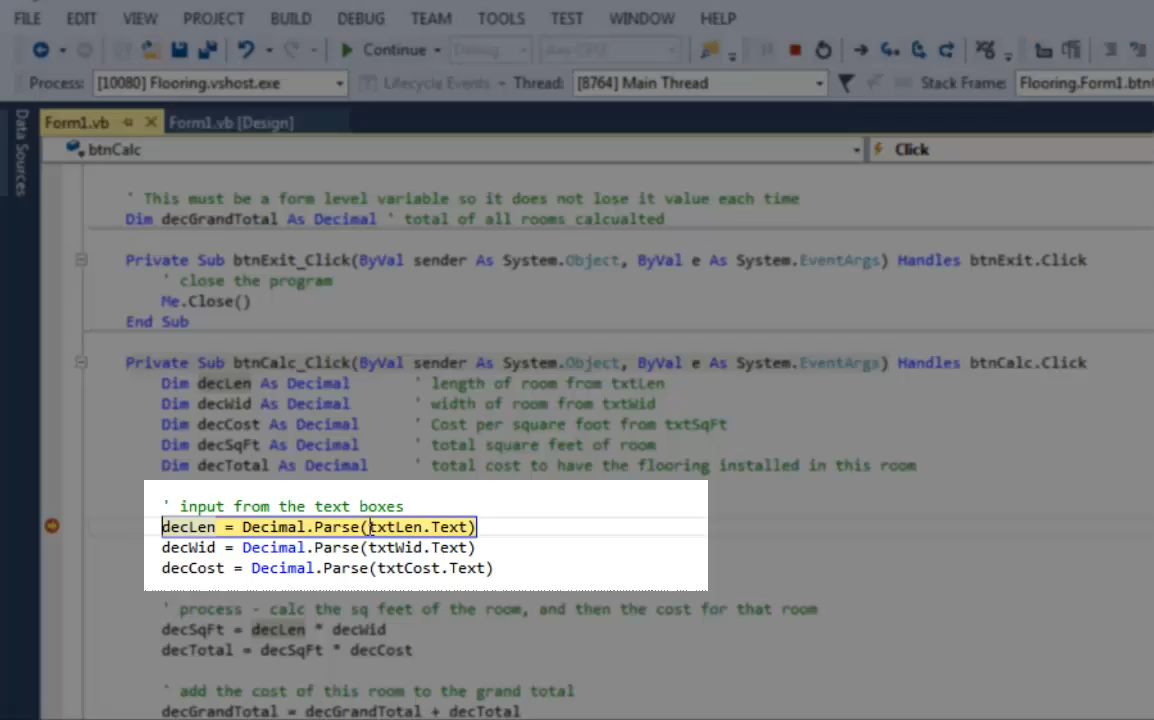 FILE EDIT VIEW PROJECT BUILD DEBUG TEAM TOOLS TEST WINDOW HELP
Continue Debug
Process: [10080] Flooring.vshost.exe Lifecycle Events Thread: [8764] Main Thread Stack Frame: Flooring.Form1.btn
Data Sources
Form1.vb Form1.vb [Design]
btnCalc Click
' This must be a form level variable so it does not lose it value each time
Dim decGrandTotal As Decimal ' total of all rooms calcualted
Private Sub btnExit_Click(ByVal sender As System.Object, ByVal e As System.EventArgs) Handles btnExit.Click
' close the program
Me.Close()
End Sub
Private Sub btnCalc_Click(ByVal sender As System.Object, ByVal e As System.EventArgs) Handles btnCalc.Click
Dim decLen As Decimal ' length of room from txtLen
Dim decWid As Decimal ' width of room from txtWid
Dim decCost As Decimal ' Cost per square foot from txtSqFt
Dim decSqFt As Decimal ' total square feet of room
Dim decTotal As Decimal ' total cost to have the flooring installed in this room
' input from the text boxes
decLen = Decimal.Parse(txtLen.Text)
decWid = Decimal.Parse(txtWid.Text)
decCost = Decimal.Parse(txtCost.Text)
' process - calc the sq feet of the room, and then the cost for that room
decSqFt = decLen * decWid
decTotal = decSqFt * decCost
' add the cost of this room to the grand total
decGrandTotal = decGrandTotal + decTotal